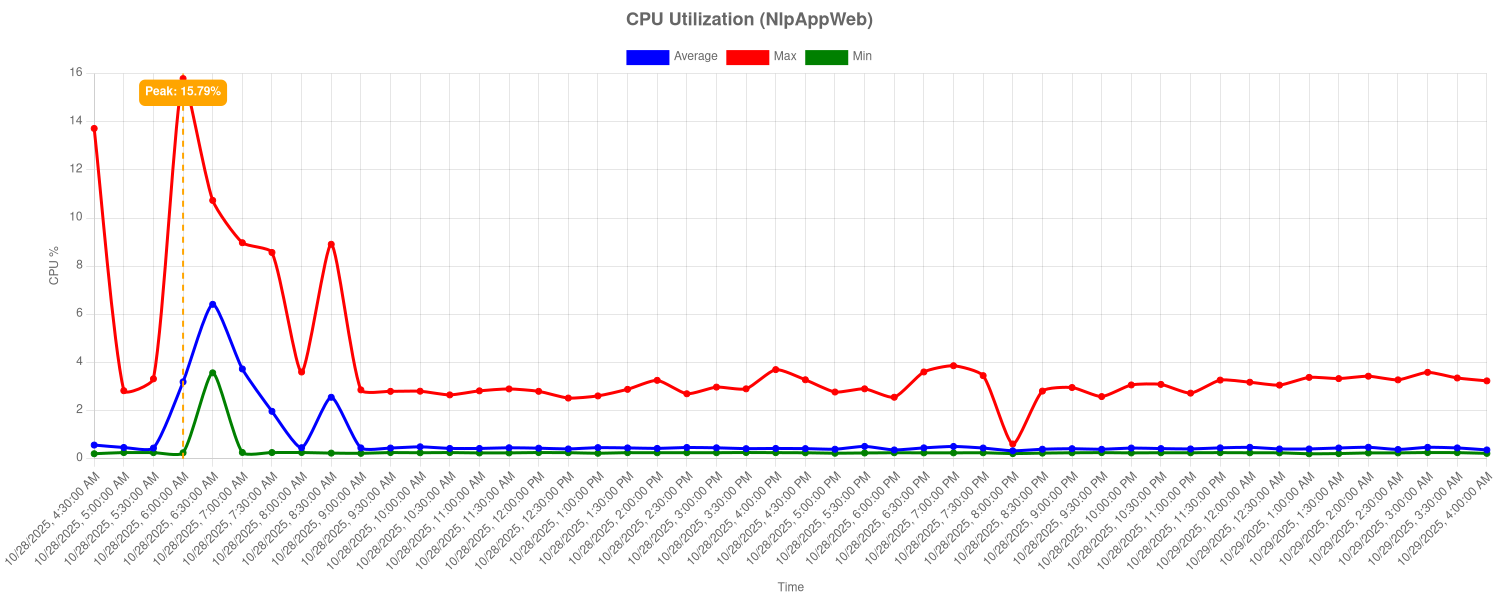 CPU Utilization (NlpAppWeb)
Average Max Min
16
Peak: 15.79%
14
12
10
8
6
4
2
0
CPU %
10/28/2025, 4:30:00 AM
10/28/2025, 5:00:00 AM
10/28/2025, 5:30:00 AM
10/28/2025, 6:00:00 AM
10/28/2025, 6:30:00 AM
10/28/2025, 7:00:00 AM
10/28/2025, 7:30:00 AM
10/28/2025, 8:00:00 AM
10/28/2025, 8:30:00 AM
10/28/2025, 9:00:00 AM
10/28/2025, 9:30:00 AM
10/28/2025, 10:00:00 AM
10/28/2025, 10:30:00 AM
10/28/2025, 11:00:00 AM
10/28/2025, 11:30:00 AM
10/28/2025, 12:00:00 PM
10/28/2025, 12:30:00 PM
10/28/2025, 1:00:00 PM
10/28/2025, 1:30:00 PM
10/28/2025, 2:00:00 PM
10/28/2025, 2:30:00 PM
10/28/2025, 3:00:00 PM
10/28/2025, 3:30:00 PM
10/28/2025, 4:00:00 PM
10/28/2025, 4:30:00 PM
10/28/2025, 5:00:00 PM
10/28/2025, 5:30:00 PM
10/28/2025, 6:00:00 PM
10/28/2025, 6:30:00 PM
10/28/2025, 7:00:00 PM
10/28/2025, 7:30:00 PM
10/28/2025, 8:00:00 PM
10/28/2025, 8:30:00 PM
10/28/2025, 9:00:00 PM
10/28/2025, 9:30:00 PM
10/28/2025, 10:00:00 PM
10/28/2025, 10:30:00 PM
10/28/2025, 11:00:00 PM
10/28/2025, 11:30:00 PM
10/29/2025, 12:00:00 AM
10/29/2025, 12:30:00 AM
10/29/2025, 1:00:00 AM
10/29/2025, 1:30:00 AM
10/29/2025, 2:00:00 AM
10/29/2025, 2:30:00 AM
10/29/2025, 3:00:00 AM
10/29/2025, 3:30:00 AM
10/29/2025, 4:00:00 AM
Time